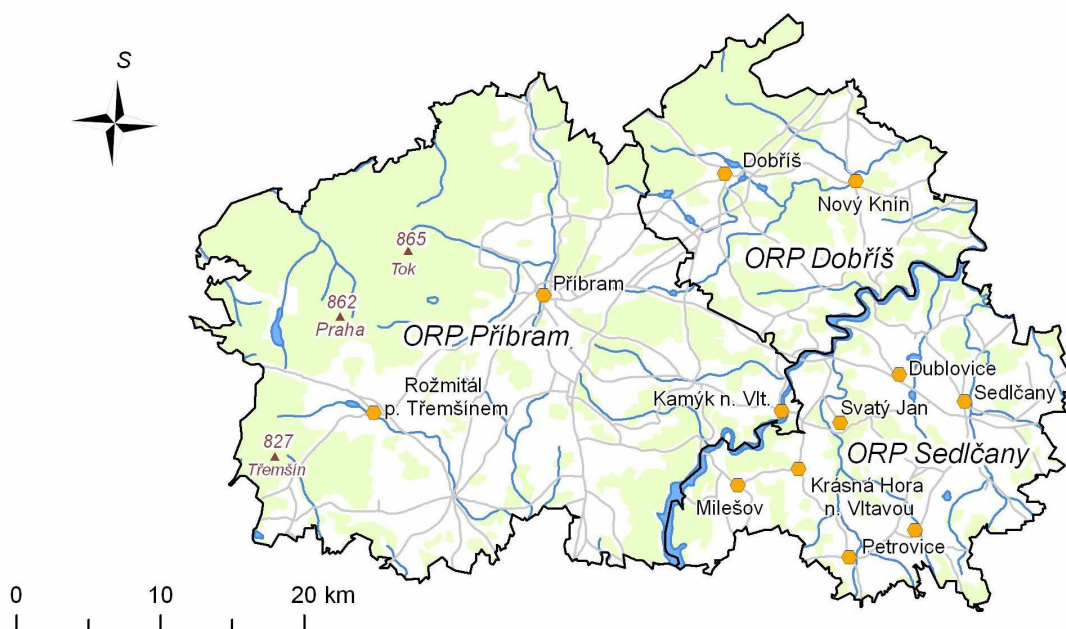 S
Dobříš
Nový Knín
ORP Dobříš
865
Tok
862
Praha
Příbram
ORP Příbram
Dublovice
Rožmitál
p. Třemšínem
Kamýk n. Vlt.
Svatý Jan
Sedlčany
827
Třemšín
ORP Sedlčany
Milešov
Krásná Hora
n. Vltavou
Petrovice
0
10
20 km